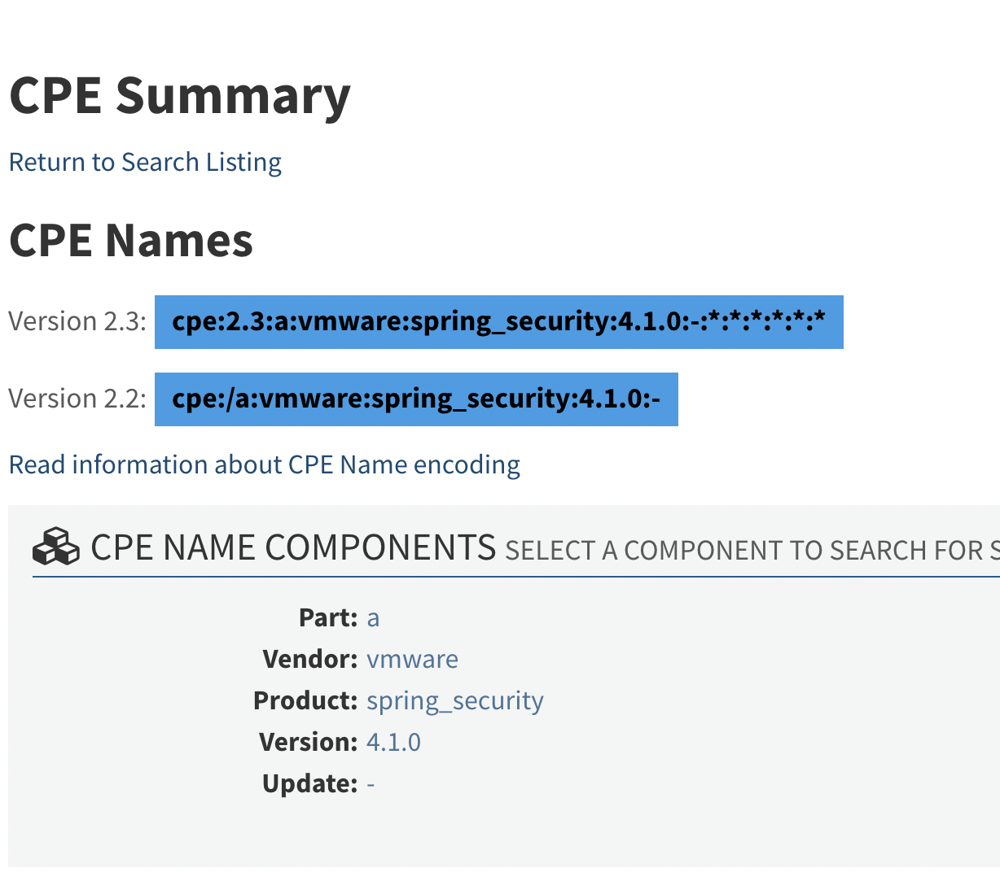 CPE Summary
Return to Search Listing
CPE Names
Version 2.3: cpe:2.3:a:vmware:spring_security:4.1.0:-:*:*:*:*:*:*
Version 2.2: cpe:/a:vmware:spring_security:4.1.0:-
Read information about CPE Name encoding
CPE NAME COMPONENTS SELECT A COMPONENT TO SEARCH FOR S
Part: a
Vendor: vmware
Product: spring_security
Version: 4.1.0
Update: -